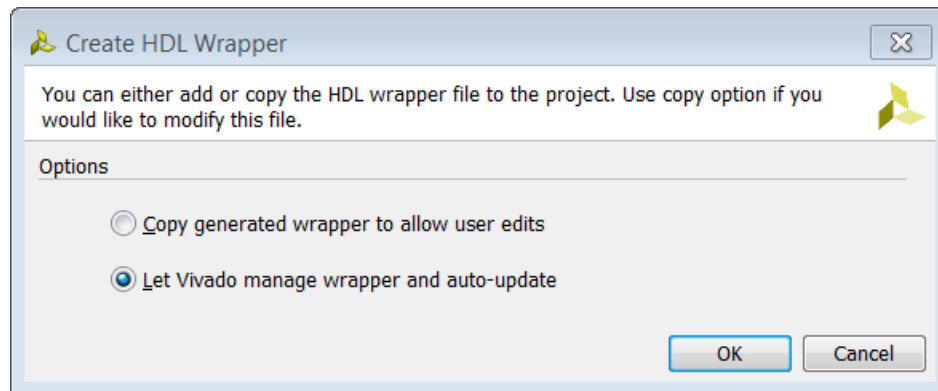 Create HDL Wrapper
You can either add or copy the HDL wrapper file to the project. Use copy option if you
would like to modify this file.
Options
Copy generated wrapper to allow user edits
Let Vivado manage wrapper and auto-update
OK
Cancel